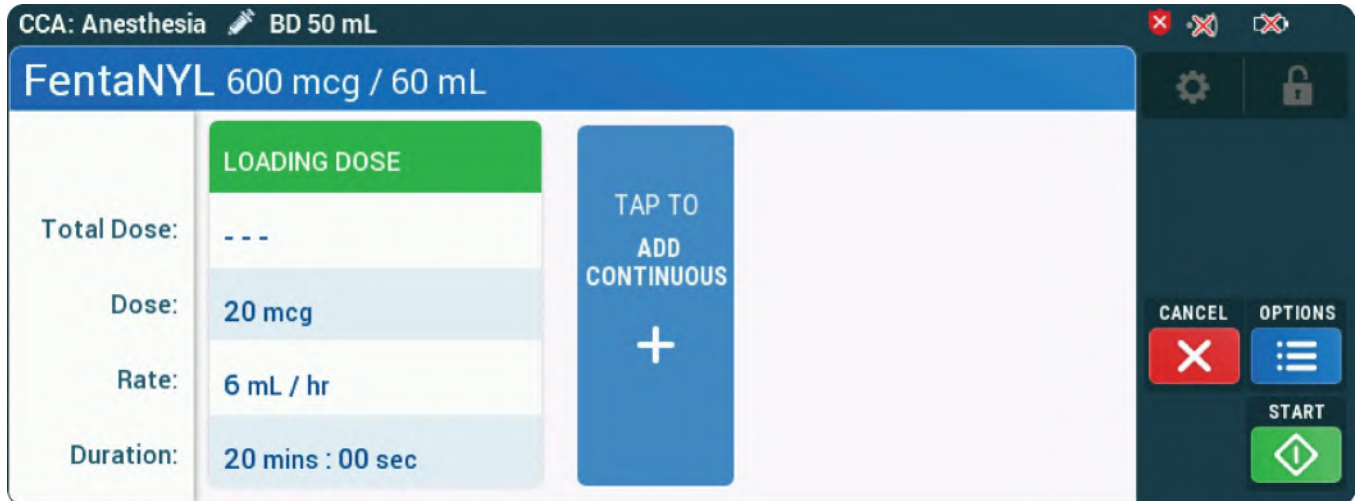 CCA: Anesthesia BD 50 mL
FentaNYL 600 mcg / 60 mL
LOADING DOSE
Total Dose: - - -
Dose: 20 mcg
Rate: 6 mL / hr
Duration: 20 mins : 00 sec
TAP TO
ADD
CONTINUOUS
+
CANCEL OPTIONS
START